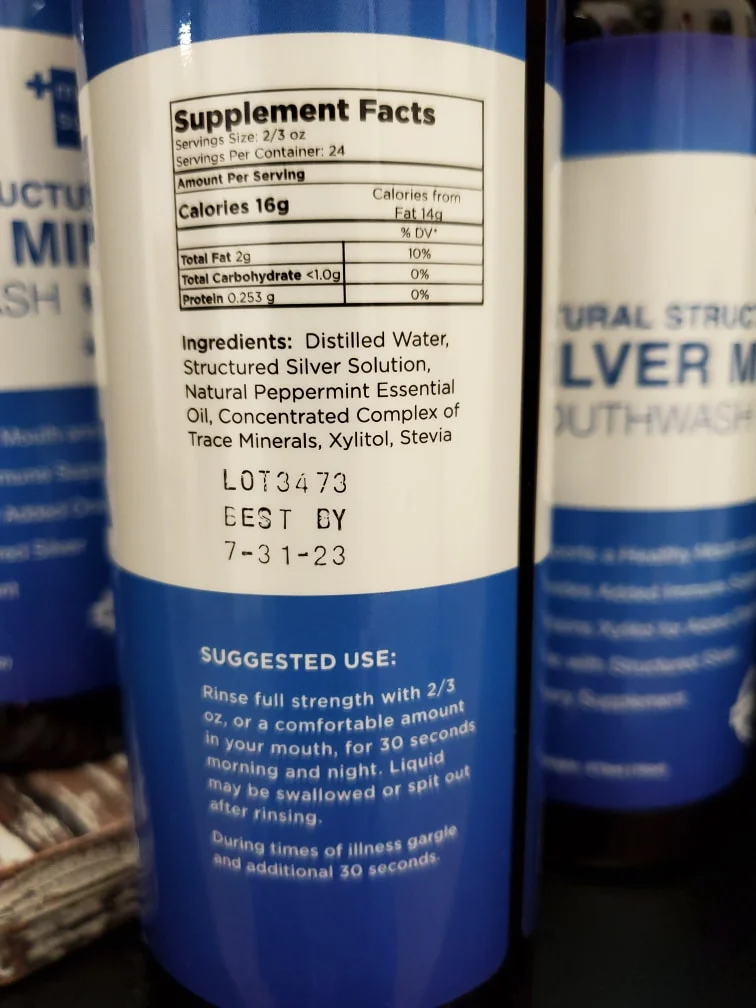 Supplement Facts
Servings Size: 2/3 oz
Servings Per Container: 24
Amount Per Serving
Calories 16g
Calories from
Fat 14g
% DV*
Total Fat 2g 10%
Total Carbohydrate <1.0g 0%
Protein 0.253 g 0%
Ingredients: Distilled Water,
Structured Silver Solution,
Natural Peppermint Essential
Oil, Concentrated Complex of
Trace Minerals, Xylitol, Stevia
LOT3473
BEST BY
7-31-23
SUGGESTED USE:
Rinse full strength with 2/3
oz, or a comfortable amount
in your mouth, for 30 seconds
morning and night. Liquid
may be swallowed or spit out
after rinsing.
During times of illness gargle
and additional 30 seconds.
UCTU
MI
SH
URAL STRUC
LVER M
OUTHWASH